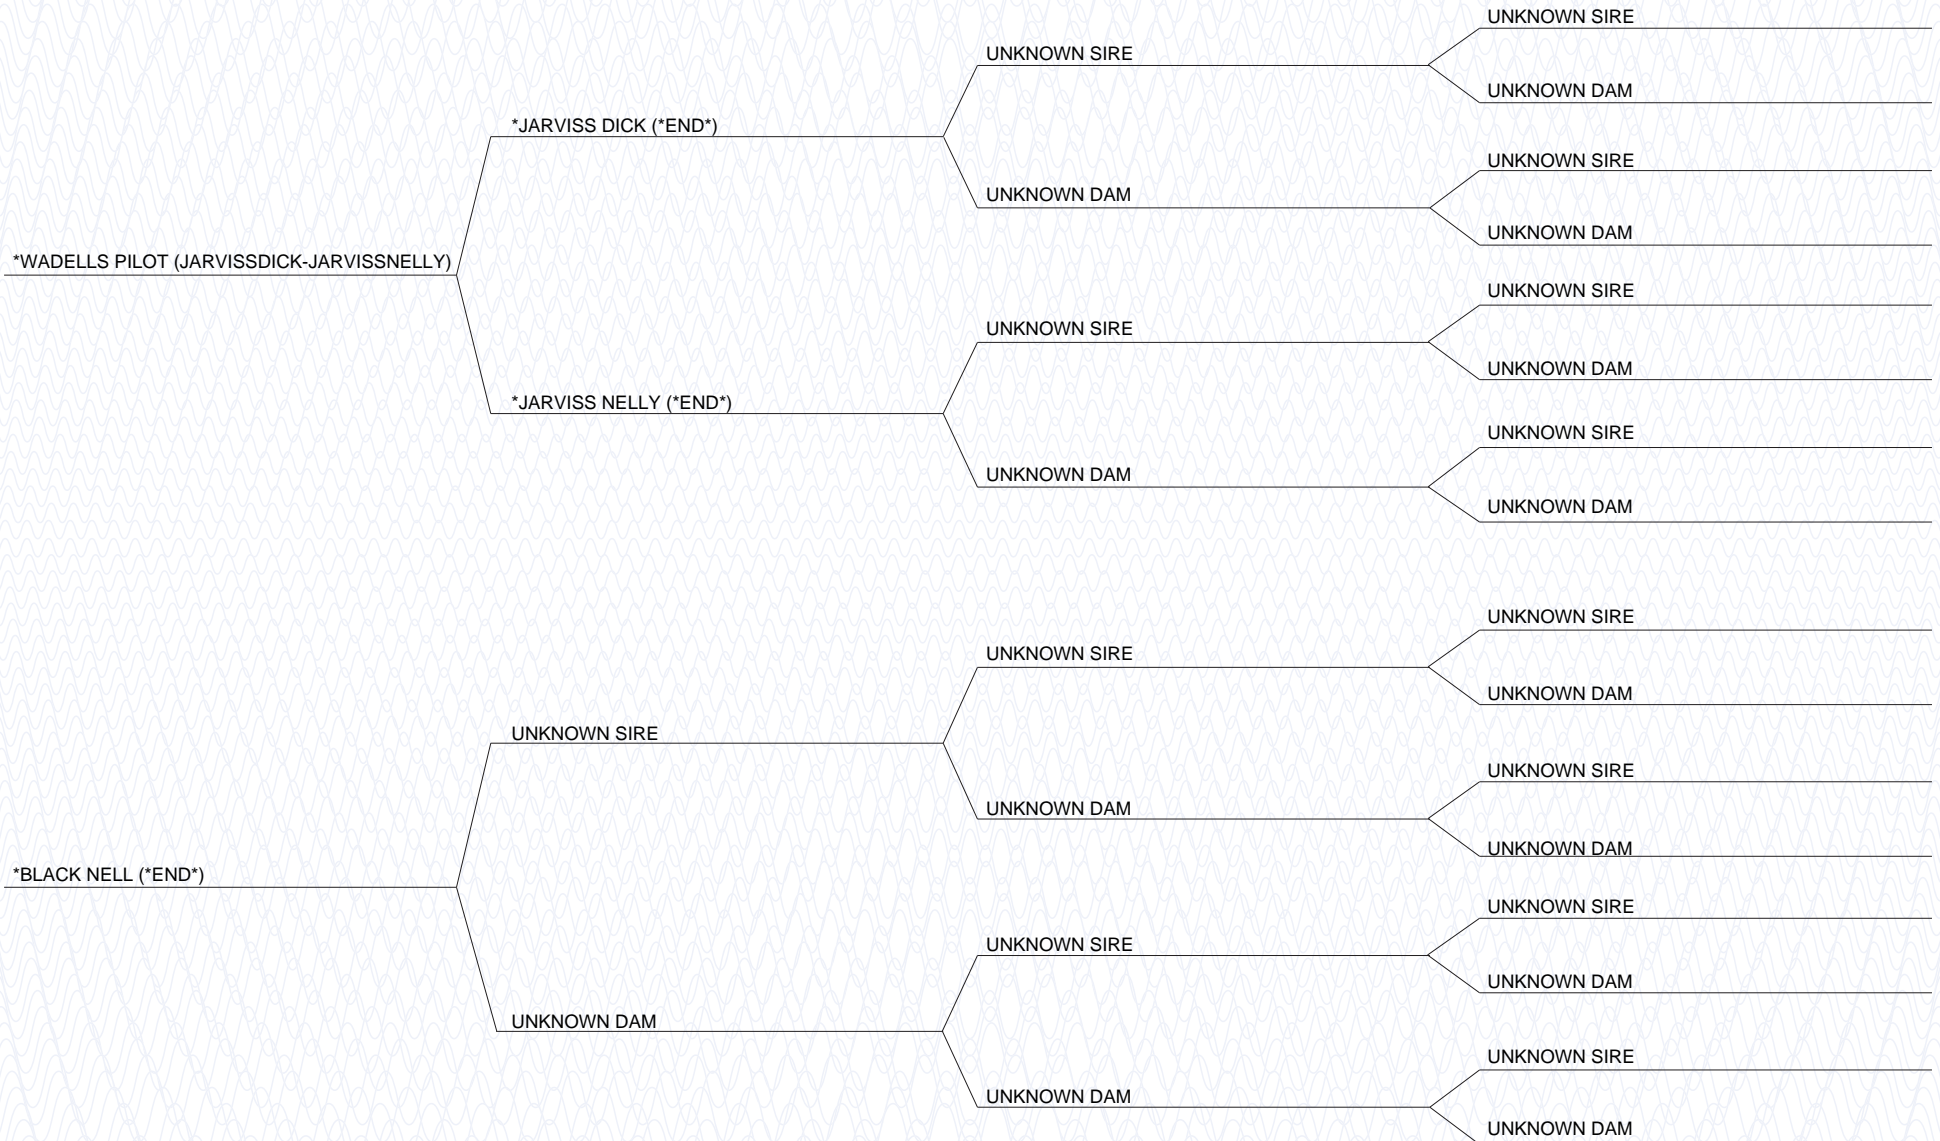 UNKNOWN SIRE
UNKNOWN SIRE
UNKNOWN DAM
*JARVISS DICK (*END*)
UNKNOWN SIRE
UNKNOWN DAM
UNKNOWN DAM
*WADELLS PILOT (JARVISSDICK-JARVISSNELLY)
UNKNOWN SIRE
UNKNOWN SIRE
UNKNOWN DAM
*JARVISS NELLY (*END*)
UNKNOWN SIRE
UNKNOWN DAM
UNKNOWN DAM
UNKNOWN SIRE
UNKNOWN SIRE
UNKNOWN DAM
UNKNOWN SIRE
UNKNOWN SIRE
UNKNOWN DAM
UNKNOWN DAM
*BLACK NELL (*END*)
UNKNOWN SIRE
UNKNOWN SIRE
UNKNOWN DAM
UNKNOWN DAM
UNKNOWN SIRE
UNKNOWN DAM
UNKNOWN DAM